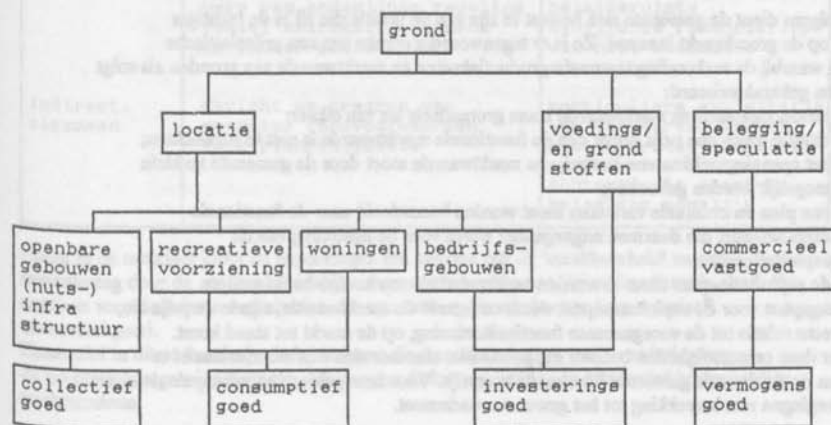 grond
locatie
voedings/
en grond
stoffen
belegging/
speculatie
openbare
gebouwen
(nuts-)
infra
structuur
recreatieve
voorziening
woningen
bedrijfs-
gebouwen
commercieel
vastgoed
collectief
goed
consumptief
goed
investerings
goed
vermogens
goed